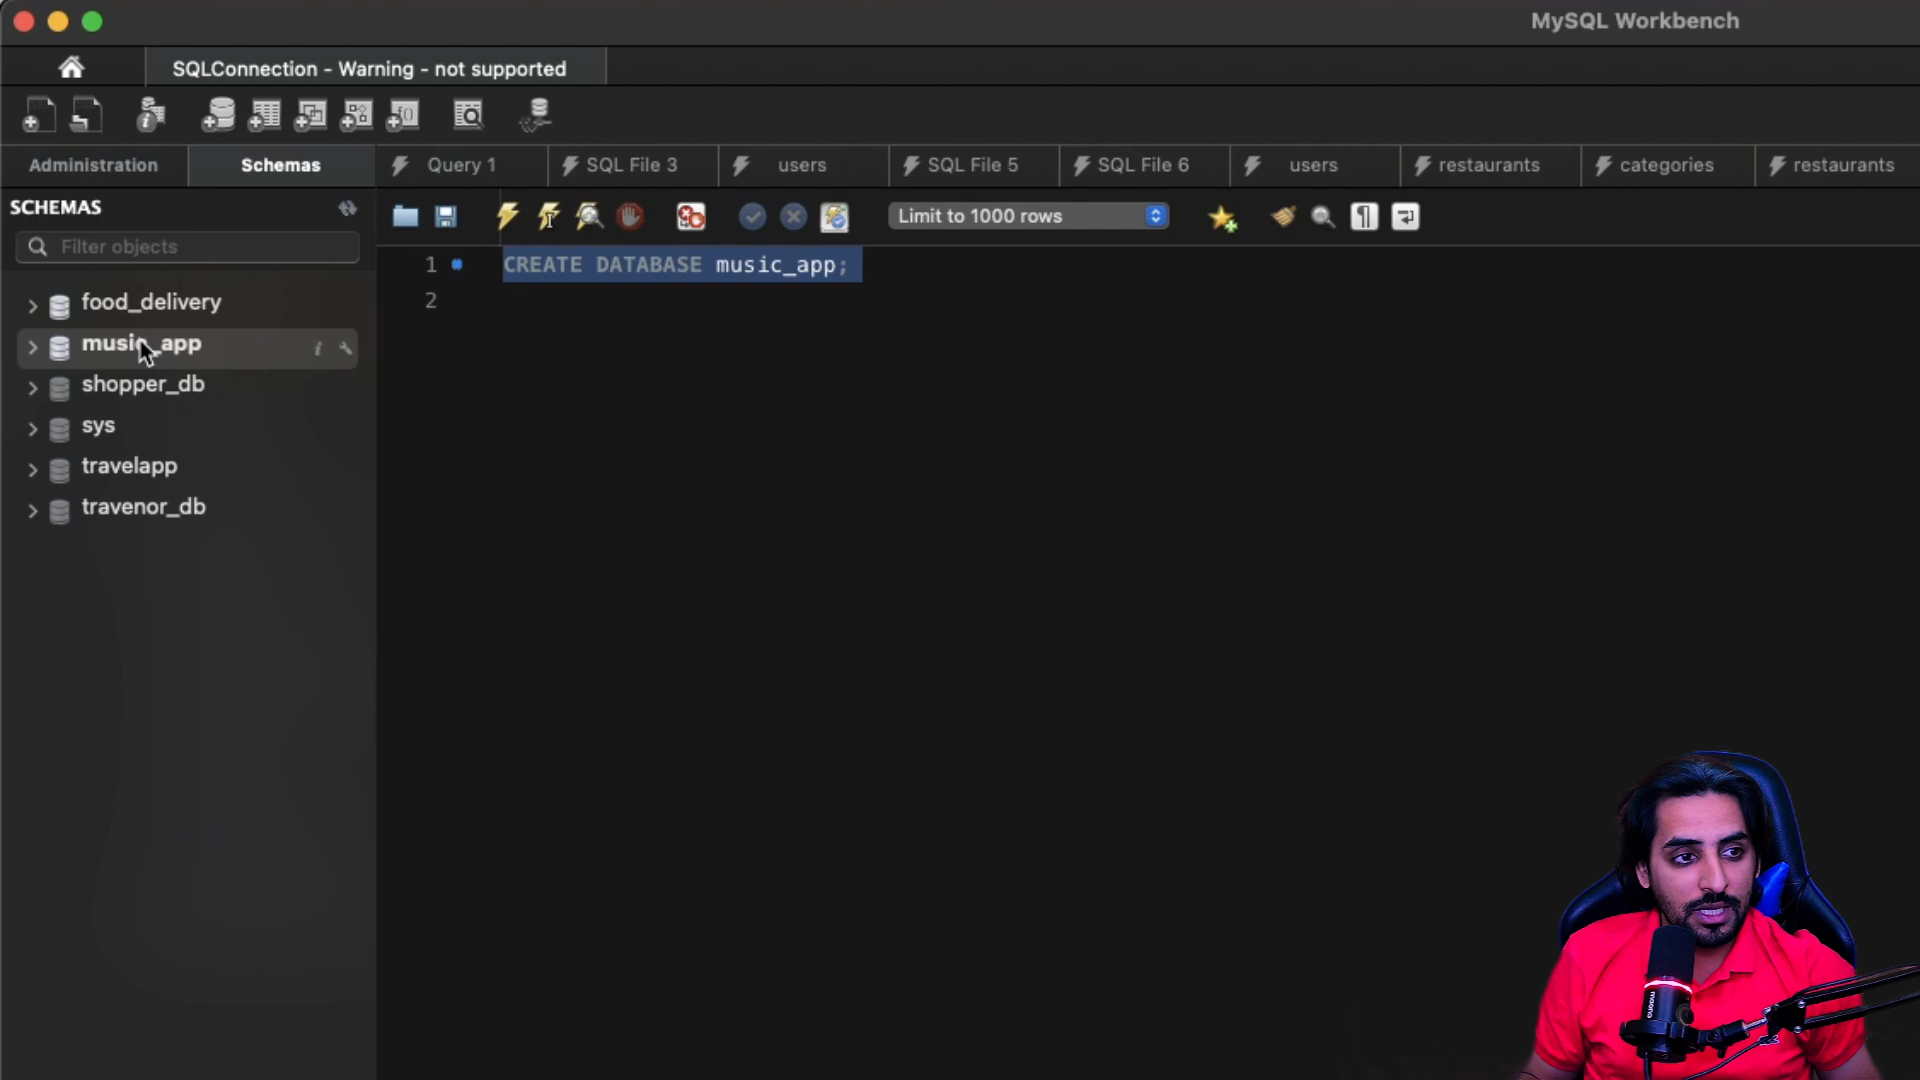 MySQL Workbench
SQLConnection - Warning - not supported
Administration
Schemas
Query 1
SQL File 3
users
SQL File 5
SQL File 6
users
restaurants
categories
restaurants
SCHEMAS
Limit to 1000 rows
Filter objects
1 CREATE DATABASE music_app;
2
food_delivery
music_app
shopper_db
sys
travelapp
travenor_db